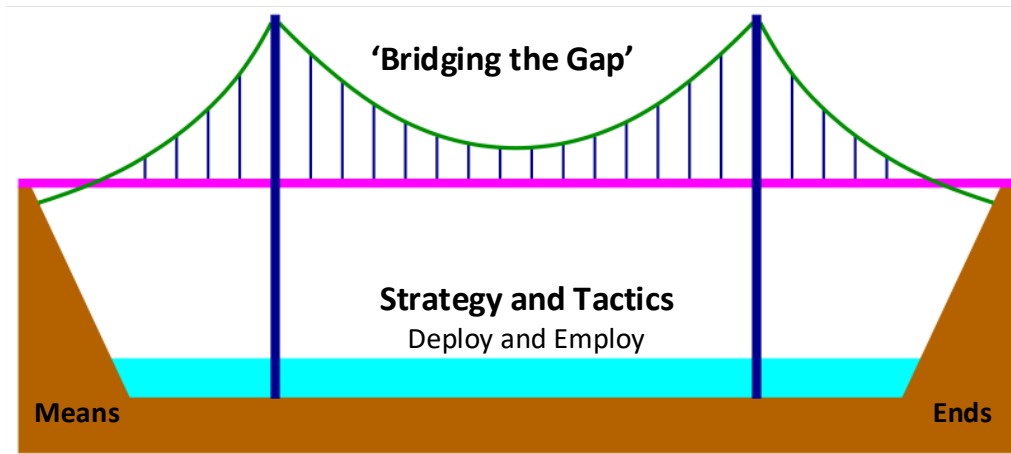 ‘Bridging the Gap’
Strategy and Tactics
Deploy and Employ
Means
Ends